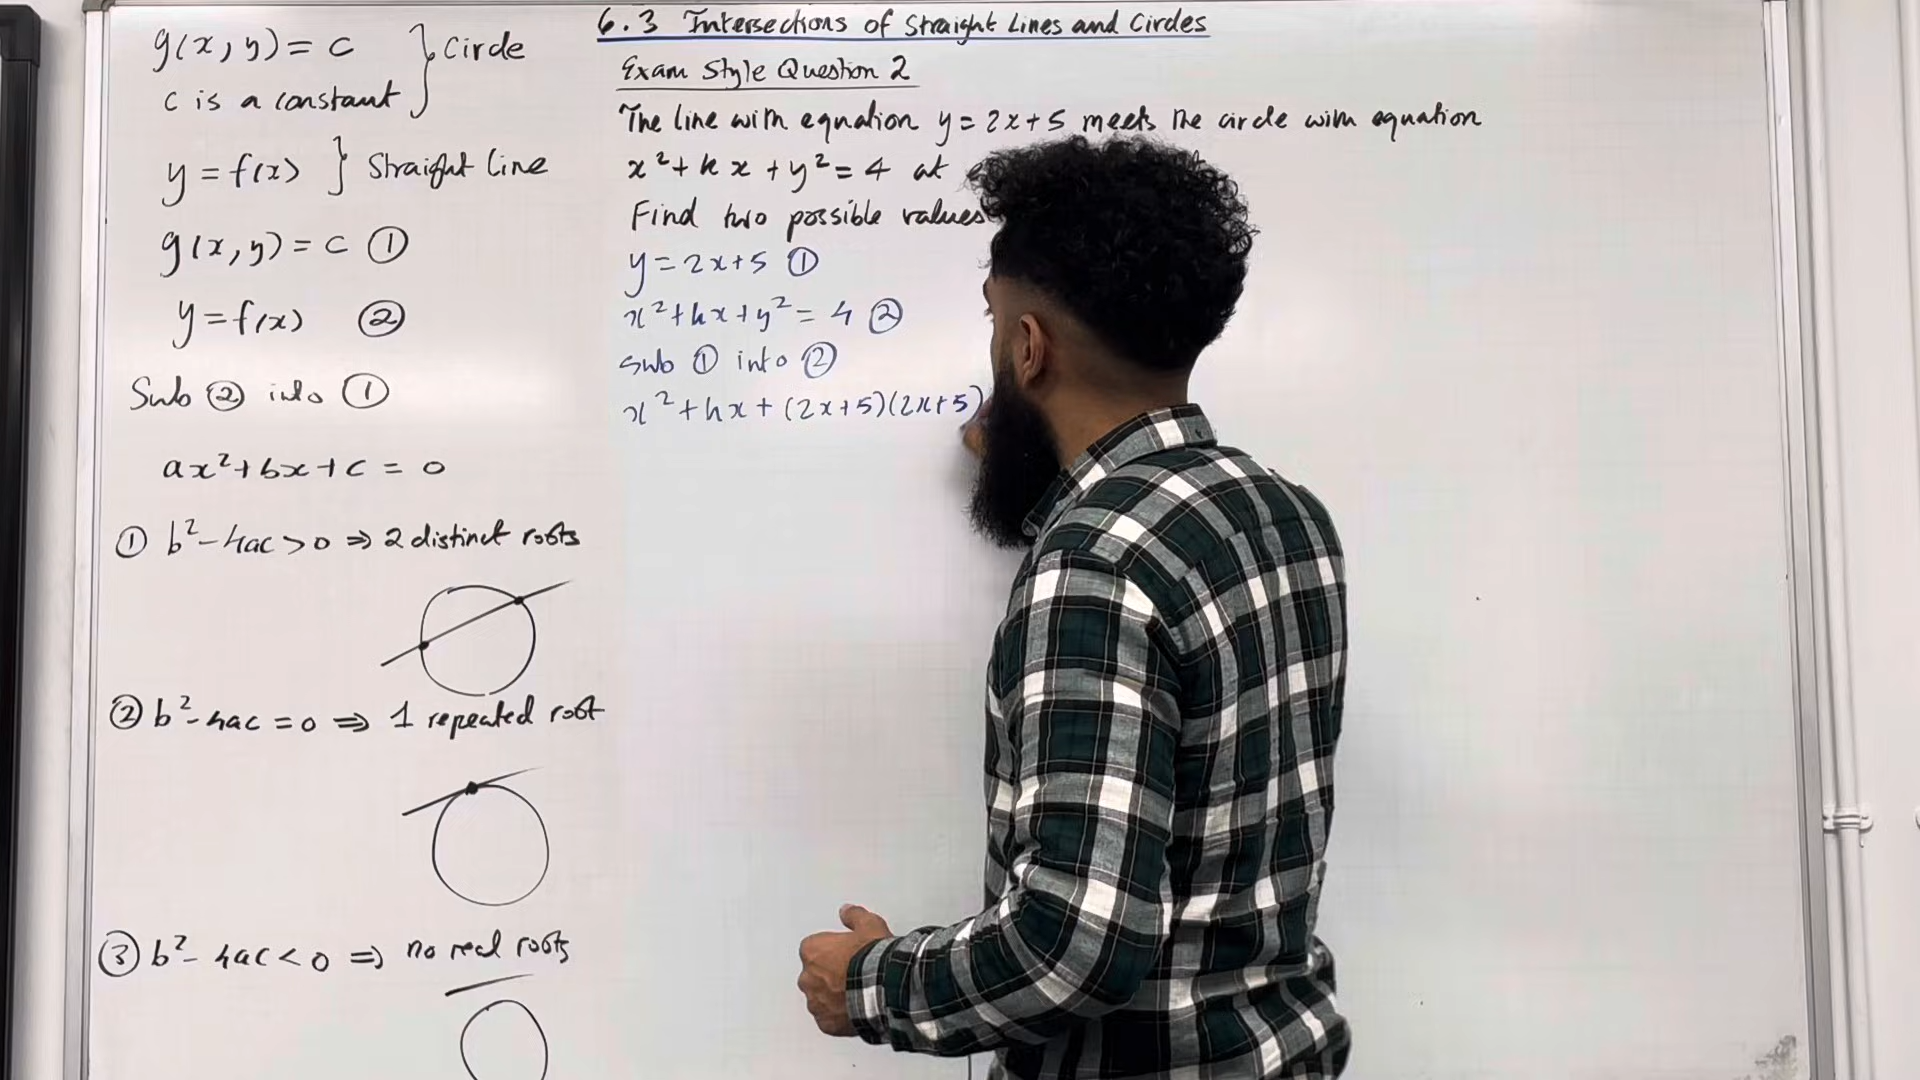 g(x, y) = c } Circle
c is a constant
y = f(x) } Straight Line
g(x, y) = c ①
y = f(x) ②
Sub ② into ①
ax² + bx + c = 0
① b² - 4ac > 0 ⇒ 2 distinct roots
② b² - 4ac = 0 ⇒ 1 repeated root
③ b² - 4ac < 0 ⇒ no real roots
6.3 Intersections of Straight Lines and Circles
Exam Style Question 2
The line with equation y = 2x + 5 meets the circle with equation
x² + kx + y² = 4 at
Find two possible values
y = 2x + 5 ①
x² + kx + y² = 4 ②
sub ① into ②
x² + kx + (2x + 5)(2x + 5)